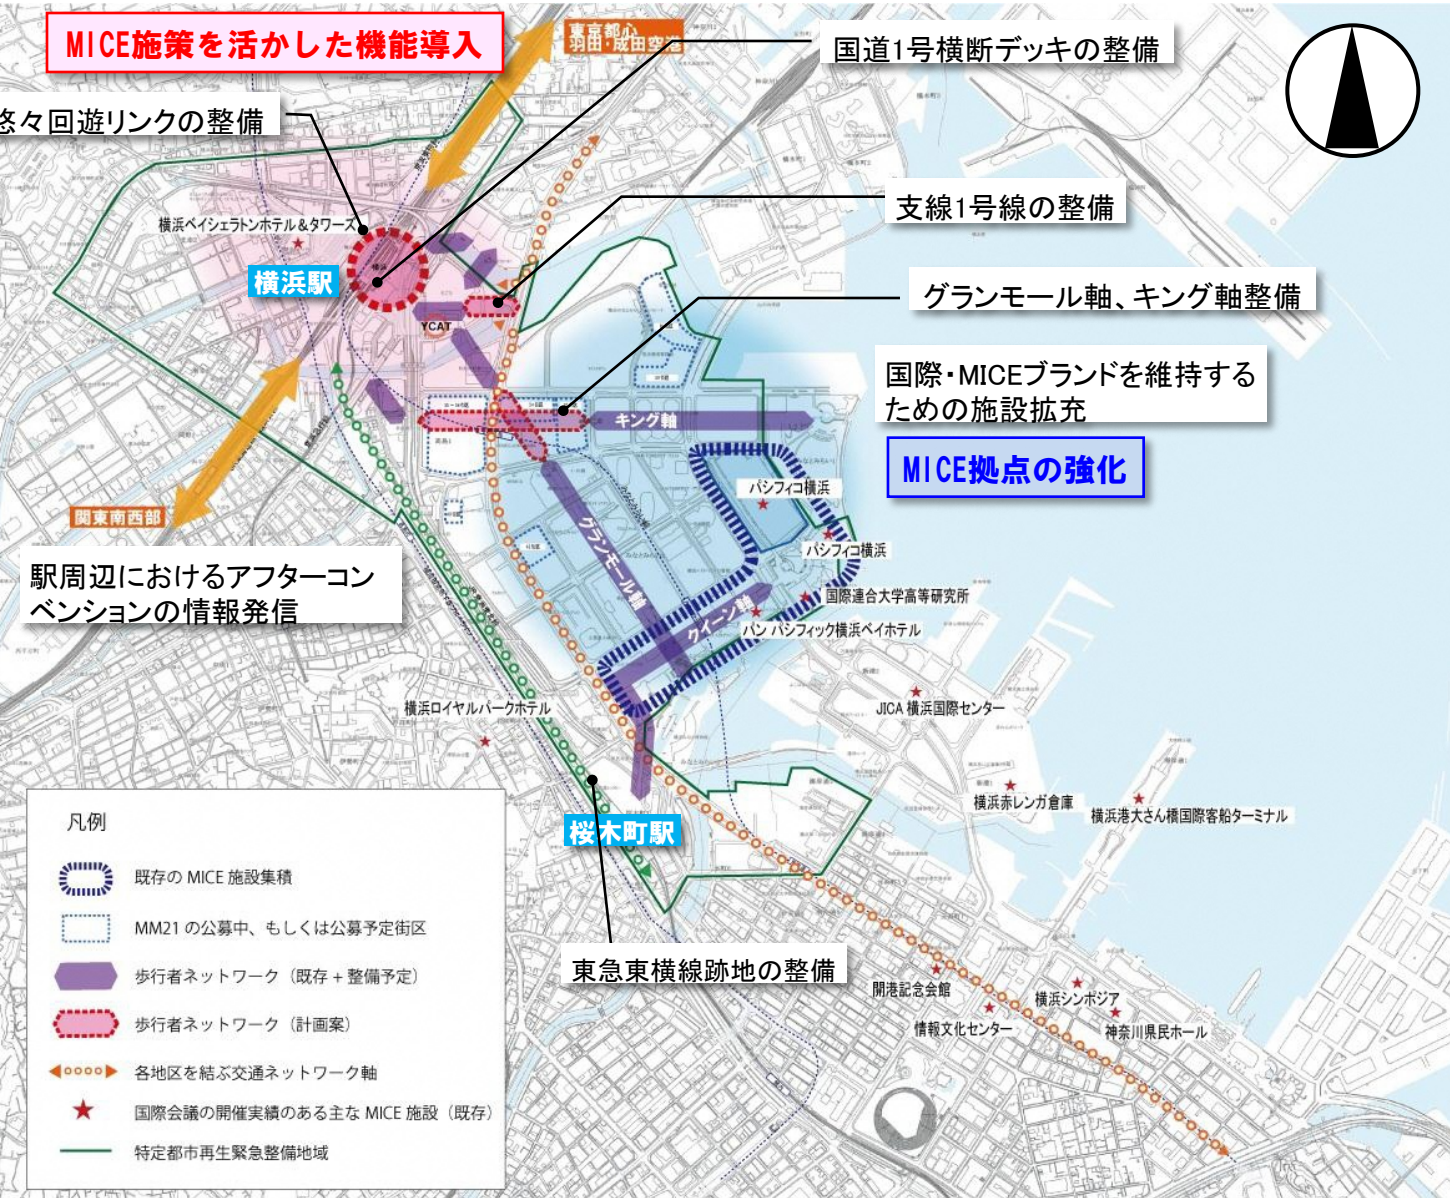 MICE施策を活かした機能導入
東京都心
羽田・成田空港
国道1号横断デッキの整備
悠々回遊リンクの整備
支線1号線の整備
横浜ベイシェラトンホテル&タワーズ
横浜駅
横浜
YCAT
グランモール軸、キング軸整備
国際・MICEブランドを維持する
ための施設拡充
MICE拠点の強化
キング軸
パシフィコ横浜
パシフィコ横浜
グランモール軸
クイーン軸
国際連合大学高等研究所
パン パシフィック横浜ベイホテル
関東南西部
駅周辺におけるアフターコン
ベンションの情報発信
横浜ロイヤルパークホテル
JICA 横浜国際センター
横浜赤レンガ倉庫
横浜港大さん橋国際客船ターミナル
桜木町駅
東急東横線跡地の整備
開港記念会館
横浜シンポジア
情報文化センター
神奈川県民ホール
凡例
既存の MICE 施設集積
MM21 の公募中、もしくは公募予定街区
歩行者ネットワーク（既存 + 整備予定）
歩行者ネットワーク（計画案）
各地区を結ぶ交通ネットワーク軸
国際会議の開催実績のある主な MICE 施設（既存）
特定都市再生緊急整備地域